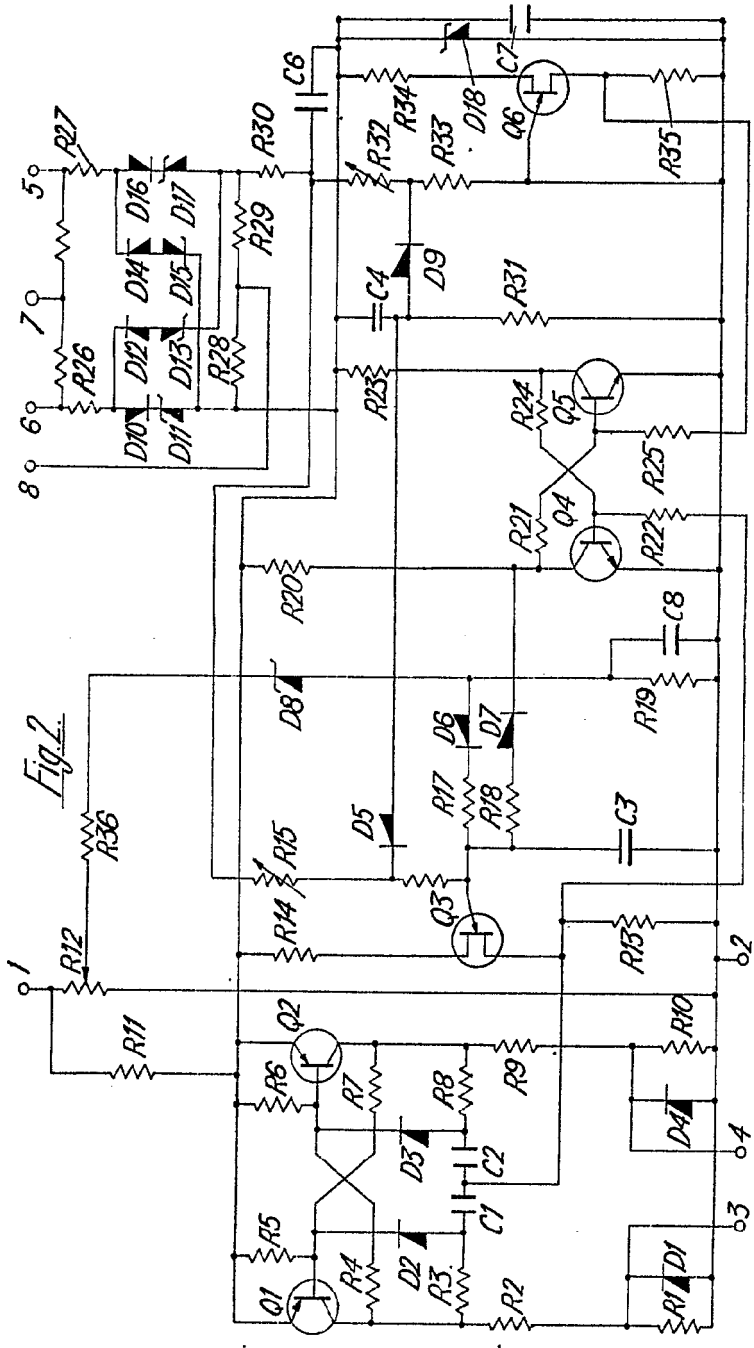 Fig.2.
1
R11
R12
R36
8
6
7
5
R26
R27
D10
D11
D12
D13
D14
D15
D16
D17
R28
R29
R30
C6
Q1
R5
R6
Q2
R4
R7
D2
D3
R3
C1
C2
R8
R2
R9
R1
D1
D4
R10
3
4
2
R14
R15
D5
Q3
R13
R17
R18
D6
D7
D8
C3
R19
C8
R20
R21
Q4
R22
R23
R24
Q5
R25
C4
D9
R31
R32
R33
R34
Q6
R35
D18
C7